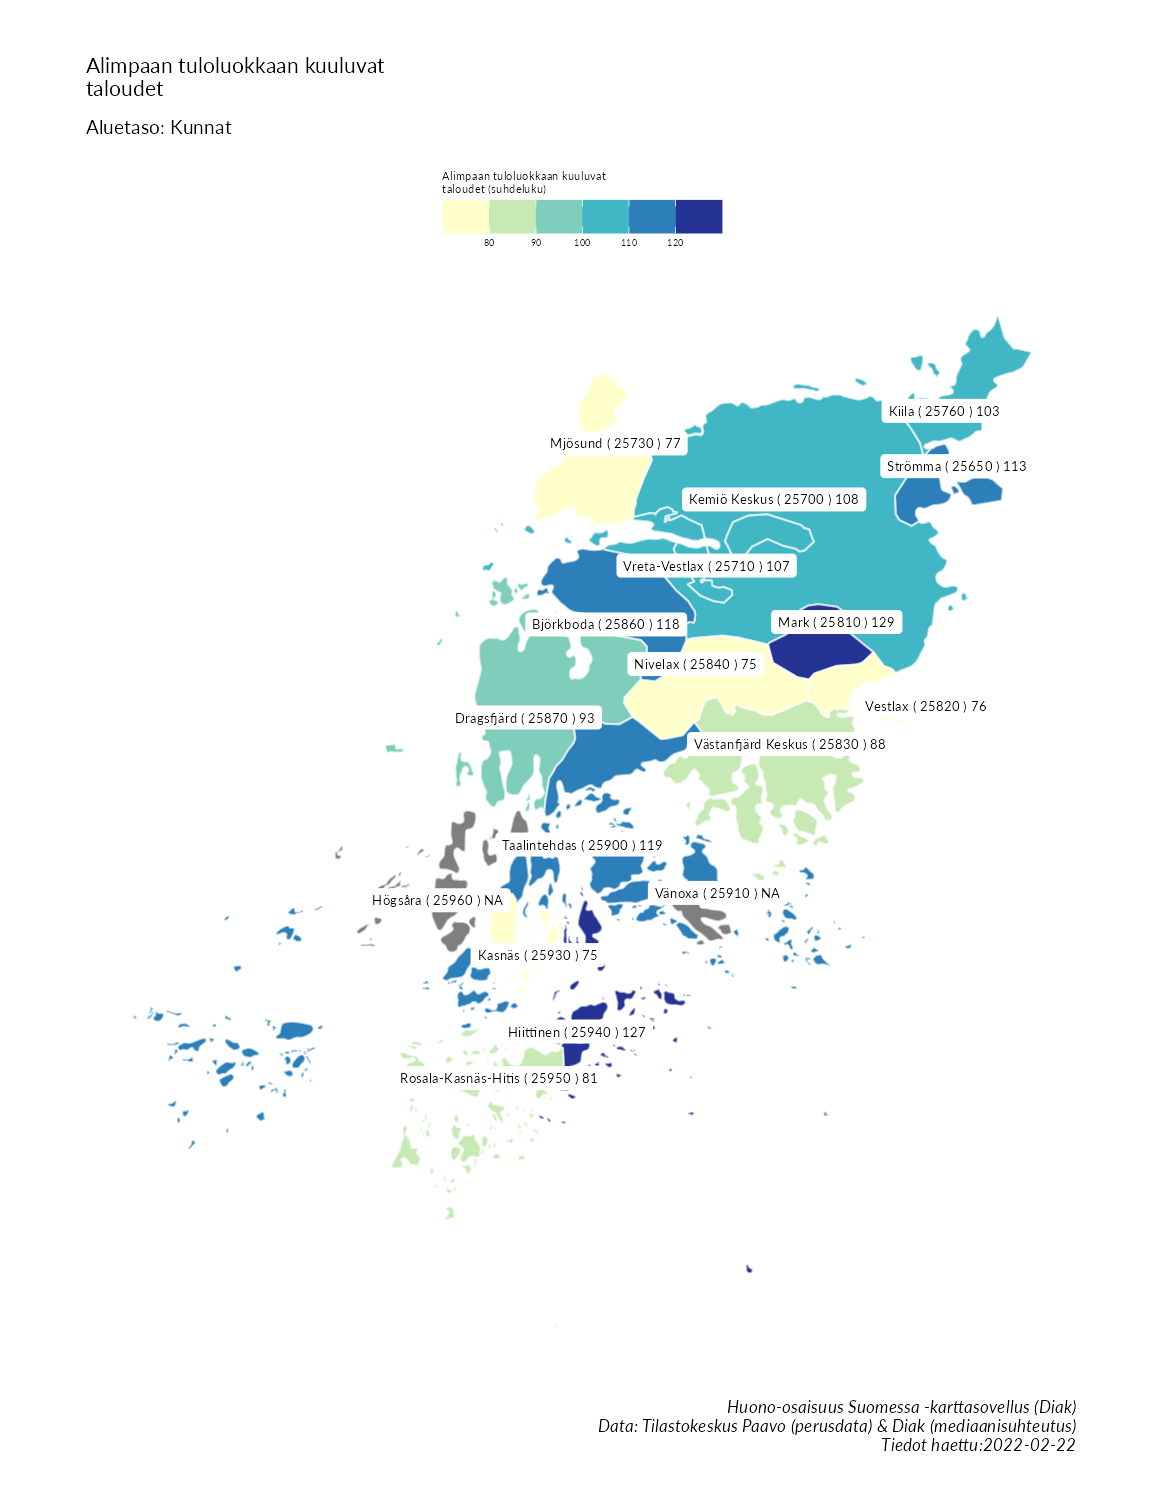 Alimpaan tuloluokkaan kuuluvat
taloudet
Aluetaso: Kunnat
Alimpaan tuloluokkaan kuuluvat
taloudet (suhdeluku)
80 90 100 110 120
Kiila ( 25760 ) 103
Mjösund ( 25730 ) 77
Strömma ( 25650 ) 113
Kemiö Keskus ( 25700 ) 108
Vreta-Vestlax ( 25710 ) 107
Björkboda ( 25860 ) 118
Mark ( 25810 ) 129
Nivelax ( 25840 ) 75
Vestlax ( 25820 ) 76
Dragsfjärd ( 25870 ) 93
Västanfjärd Keskus ( 25830 ) 88
Taalintehdas ( 25900 ) 119
Vänoxa ( 25910 ) NA
Högsåra ( 25960 ) NA
Kasnäs ( 25930 ) 75
Hiittinen ( 25940 ) 127
Rosala-Kasnäs-Hitis ( 25950 ) 81
Huono-osaisuus Suomessa -karttasovellus (Diak)
Data: Tilastokeskus Paavo (perusdata) & Diak (mediaanisuhteutus)
Tiedot haettu:2022-02-22